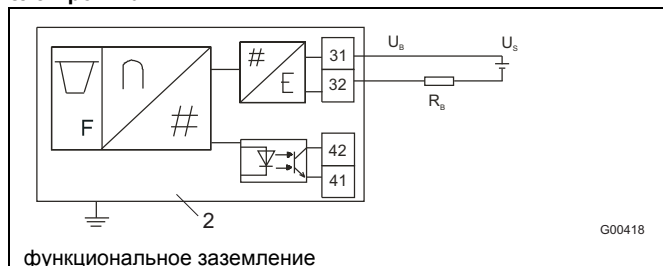 # E 31 U_B U_S
32 R_B
F #
42
41
2
G00418
функциональное заземление